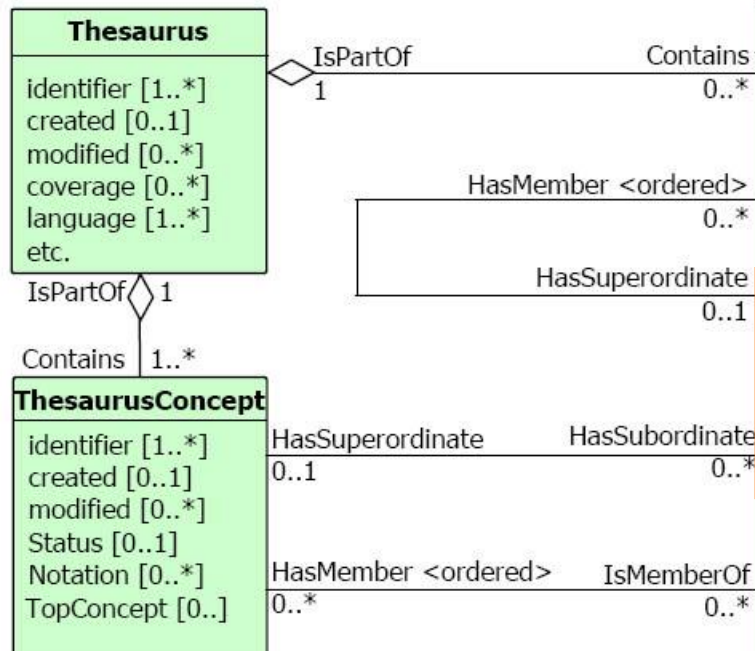 Thesaurus
identifier [1..*]
created [0..1]
modified [0..*]
coverage [0..*]
language [1..*]
etc.
IsPartOf
1
Contains
0..*
HasMember <ordered>
0..*
HasSuperordinate
0..1
IsPartOf 1
Contains 1..*
ThesaurusConcept
identifier [1..*]
created [0..1]
modified [0..*]
Status [0..1]
Notation [0..*]
TopConcept [0..]
HasSuperordinate
0..1
HasSubordinate
0..*
HasMember <ordered>
0..*
IsMemberOf
0..*